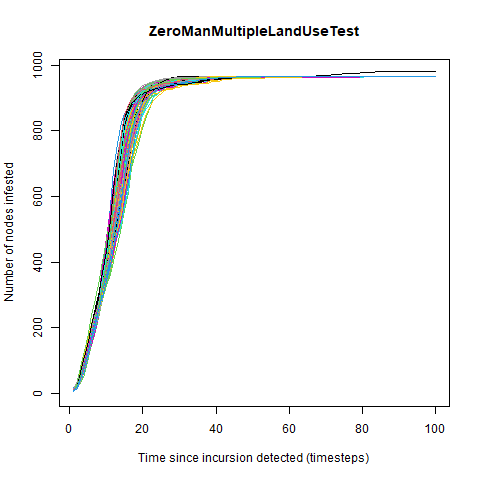 ZeroManMultipleLandUseTest
Number of nodes infested
1000
800
600
400
200
0
0 20 40 60 80 100
Time since incursion detected (timesteps)